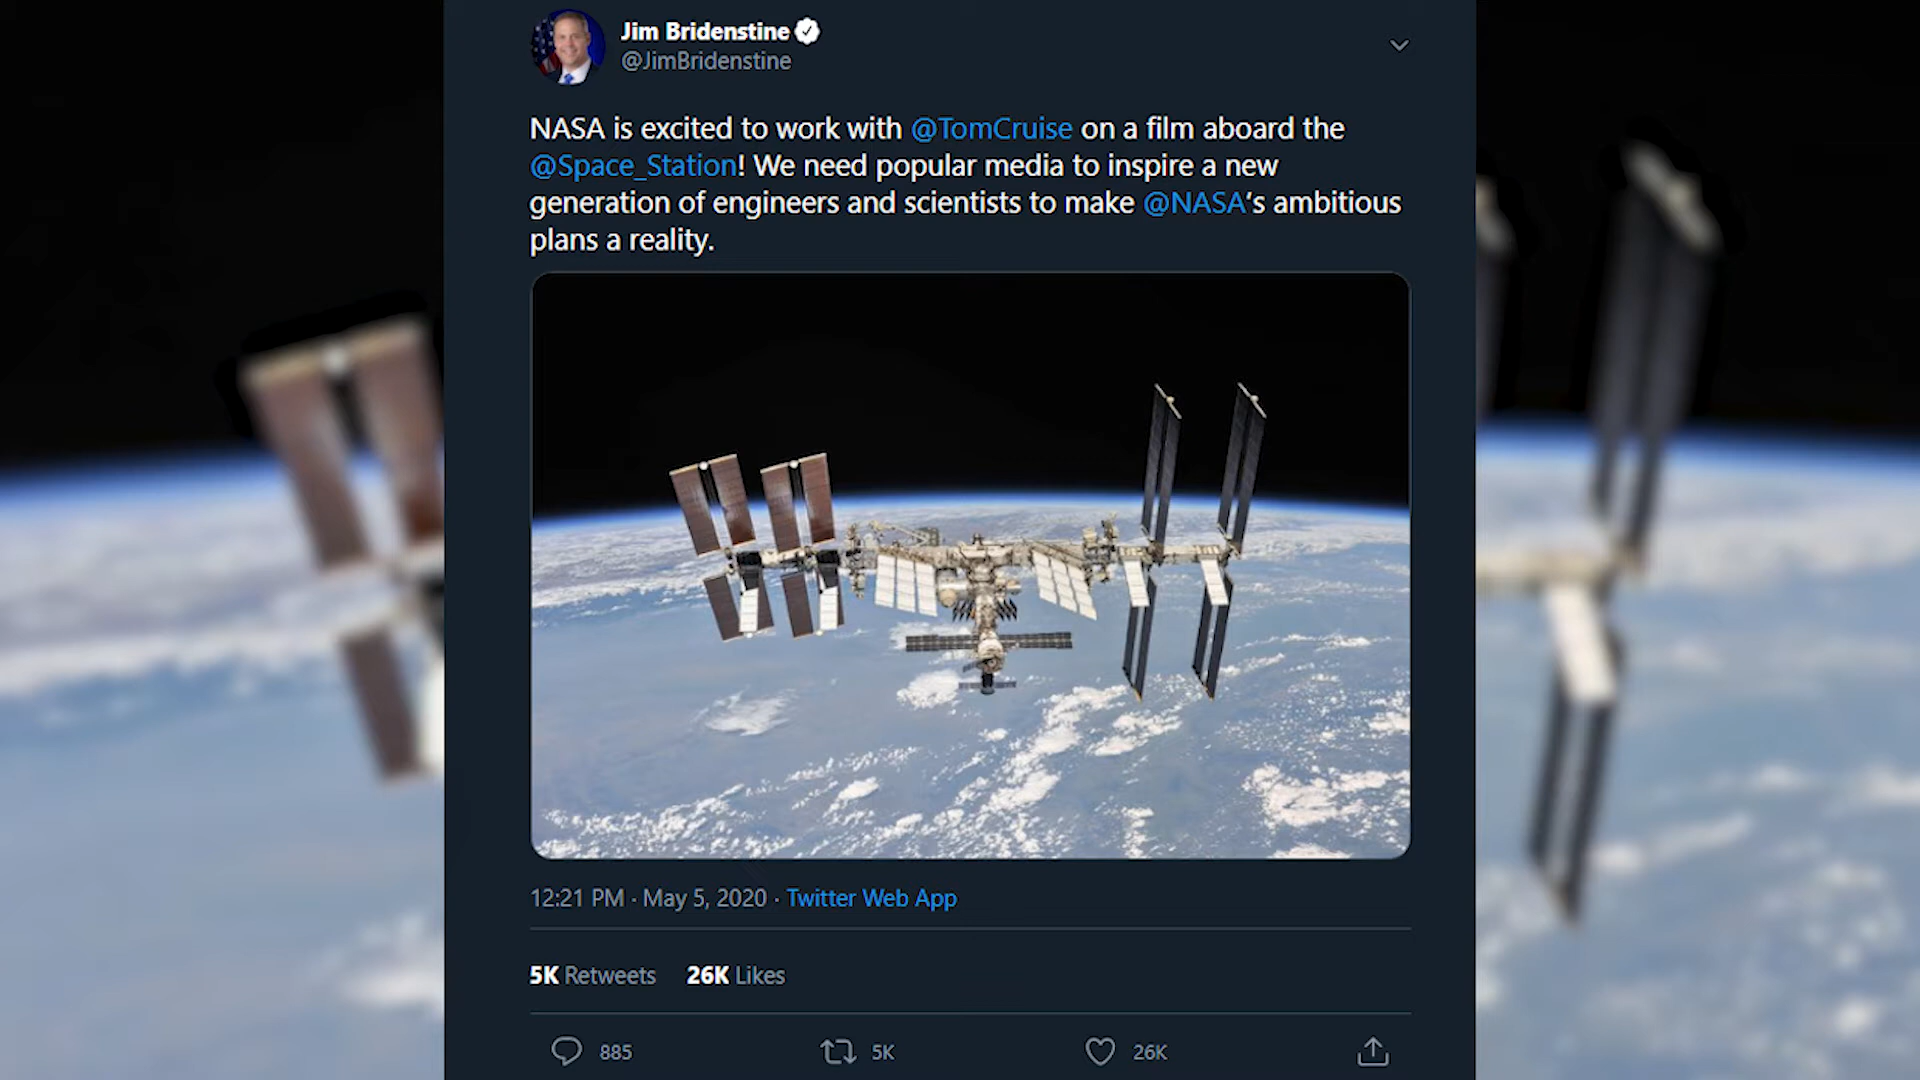 Jim Bridenstine
@JimBridenstine
NASA is excited to work with @TomCruise on a film aboard the
@Space_Station! We need popular media to inspire a new
generation of engineers and scientists to make @NASA’s ambitious
plans a reality.
12:21 PM · May 5, 2020 · Twitter Web App
5K Retweets 26K Likes
885 5K 26K